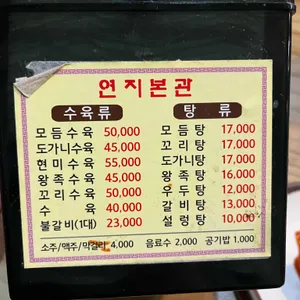 연지본관
수육류 탕류
모듬수육 50,000 모듬탕 17,000
도가니수육 45,000 꼬리탕 17,000
현미수육 55,000 도가니탕 17,000
왕족수육 45,000 왕족탕 16,000
꼬리수육 50,000 우두탕 12,000
수육 40,000 갈비탕 13,000
불갈비(1대) 23,000 설렁탕 10,000
소주/맥주/막걸리 4,000 음료수 2,000 공기밥 1,000